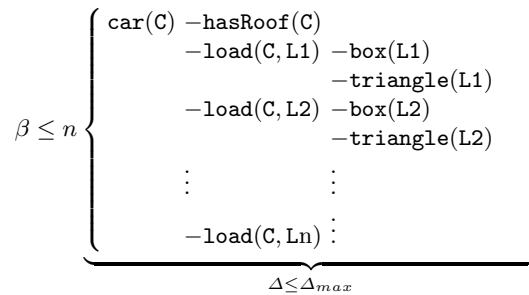 car(C) −hasRoof(C)
−load(C,L1) −box(L1)
−triangle(L1)
−load(C,L2) −box(L2)
−triangle(L2)
β ≤ n
⋮ ⋮
−load(C,Ln) ⋮
Δ≤Δmax